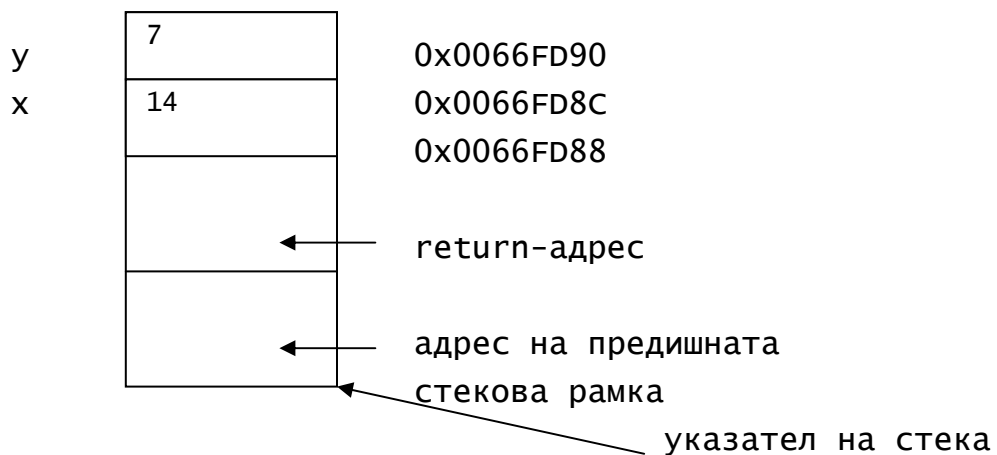 y 7 0x0066FD90
x 14 0x0066FD8C
0x0066FD88
return-адрес
адрес на предишната
стекова рамка
указател на стека